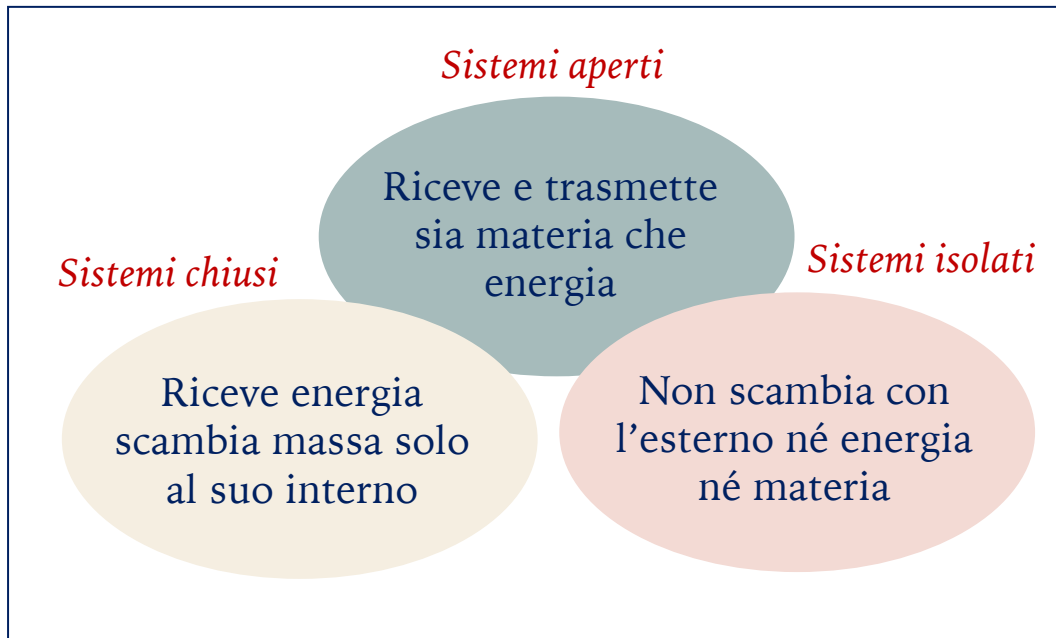 Sistemi aperti
Riceve e trasmette
sia materia che
energia
Sistemi chiusi
Riceve energia
scambia massa solo
al suo interno
Sistemi isolati
Non scambia con
l’esterno né energia
né materia